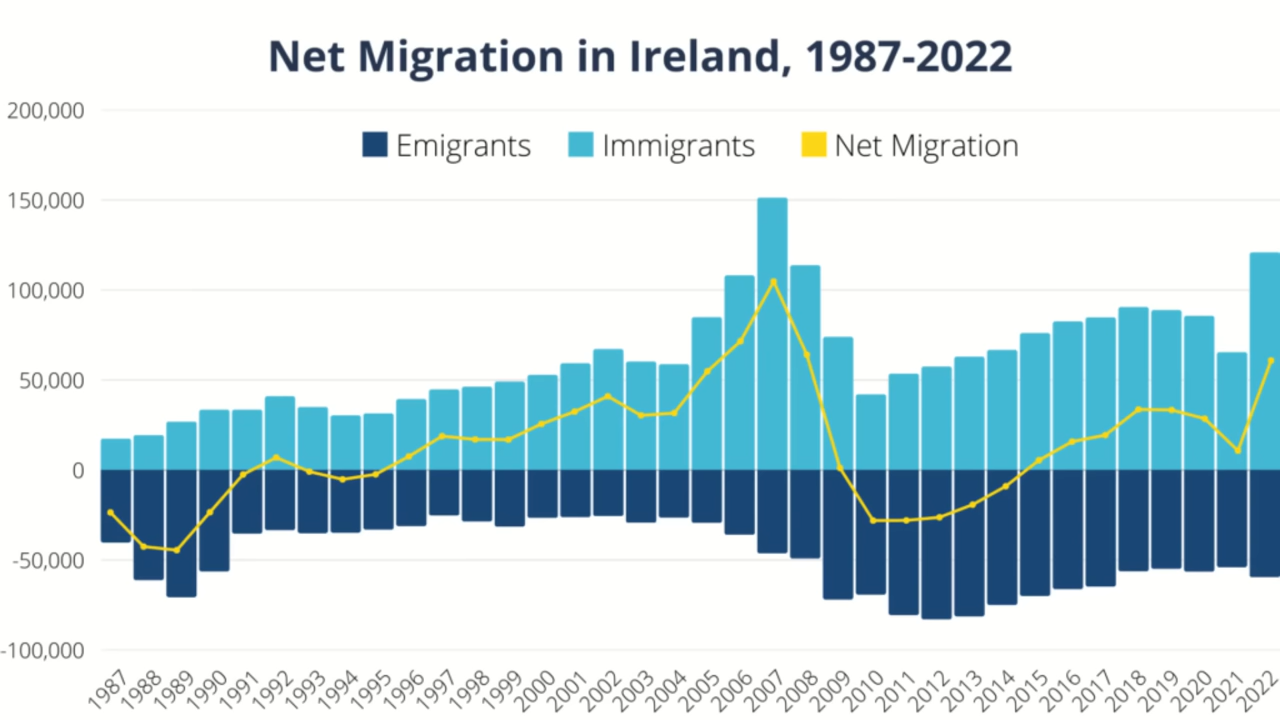 Net Migration in Ireland, 1987-2022
200,000
Emigrants Immigrants Net Migration
150,000
100,000
50,000
0
-50,000
-100,000
1987 1988 1989 1990 1991 1992 1993 1994 1995 1996 1997 1998 1999 2000 2001 2002 2003 2004 2005 2006 2007 2008 2009 2010 2011 2012 2013 2014 2015 2016 2017 2018 2019 2020 2021 2022